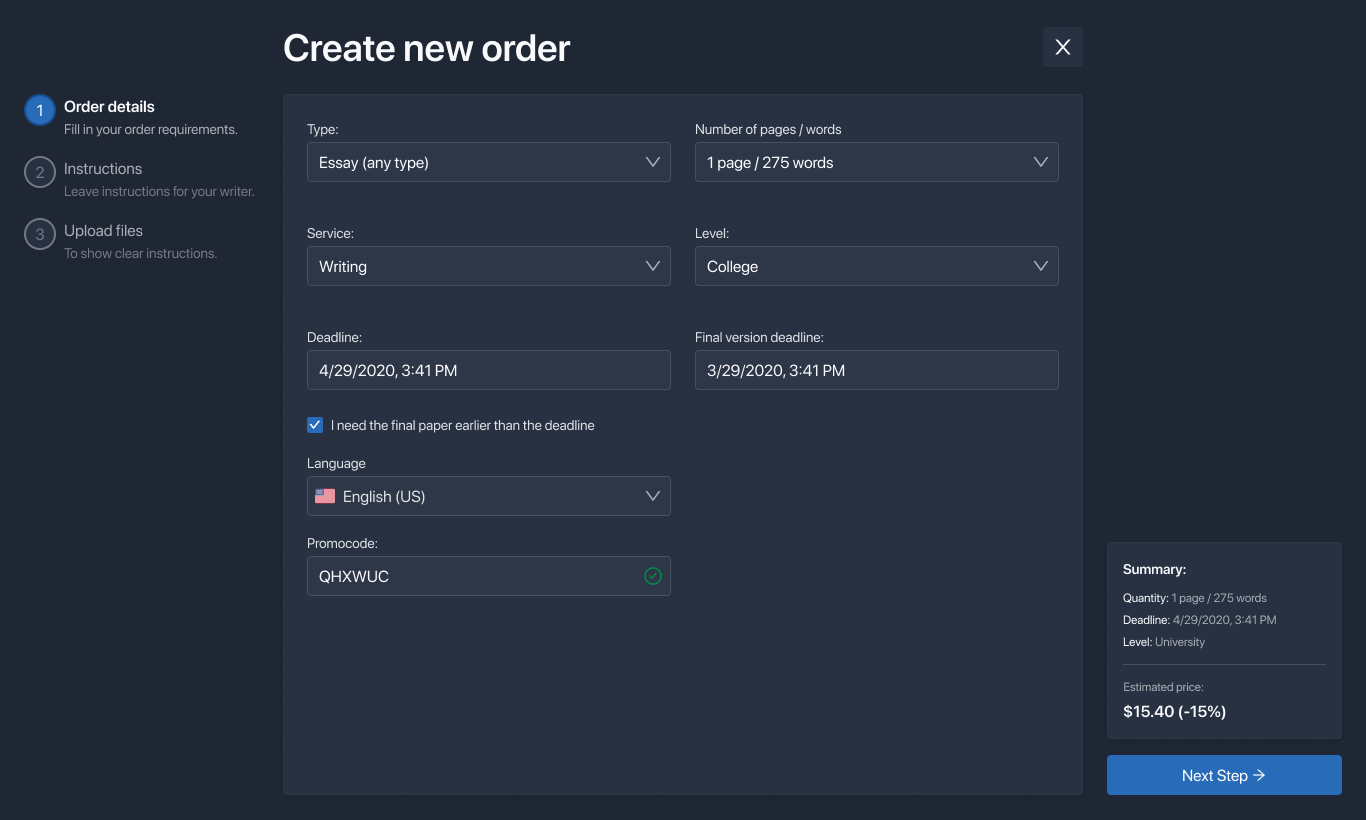 Create new order
1
Order details
Fill in your order requirements.
2
Instructions
Leave instructions for your writer.
3
Upload files
To show clear instructions.
Type:
Essay (any type)
Number of pages / words
1 page / 275 words
Service:
Writing
Level:
College
Deadline:
4/29/2020, 3:41 PM
Final version deadline:
3/29/2020, 3:41 PM
I need the final paper earlier than the deadline
Language
English (US)
Promocode:
QHXWUC
Summary:
Quantity: 1 page / 275 words
Deadline: 4/29/2020, 3:41 PM
Level: University
Estimated price:
$15.40 (-15%)
Next Step →